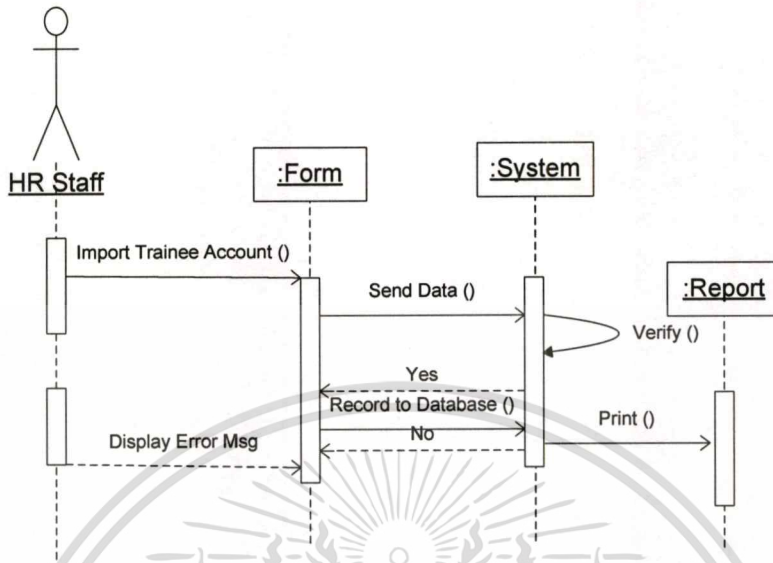 HR Staff
:Form
:System
:Report
Import Trainee Account ()
Send Data ()
Verify ()
Yes
Record to Database ()
No
Print ()
Display Error Msg